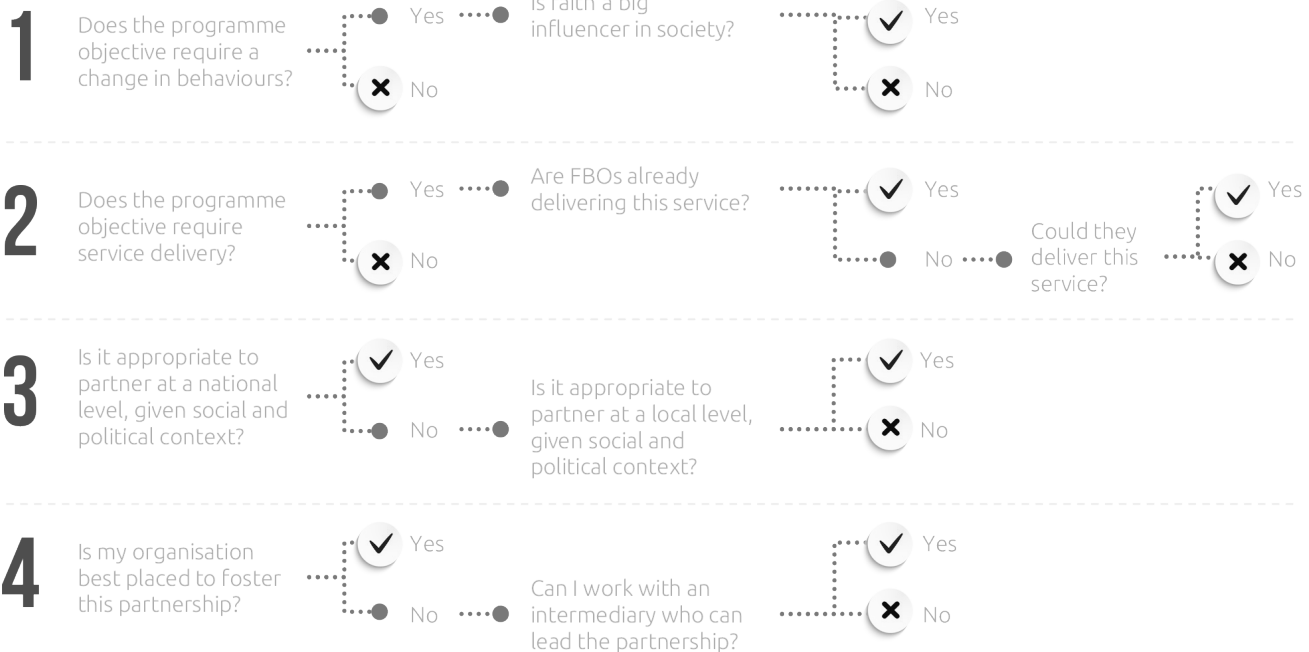 1
Does the programme
objective require a
change in behaviours?
Yes
No
Is faith a big
influencer in society?
Yes
No
2
Does the programme
objective require
service delivery?
Yes
No
Are FBOs already
delivering this service?
Yes
No
Could they
deliver this
service?
Yes
No
3
Is it appropriate to
partner at a national
level, given social and
political context?
Yes
No
Is it appropriate to
partner at a local level,
given social and
political context?
Yes
No
4
Is my organisation
best placed to foster
this partnership?
Yes
No
Can I work with an
intermediary who can
lead the partnership?
Yes
No